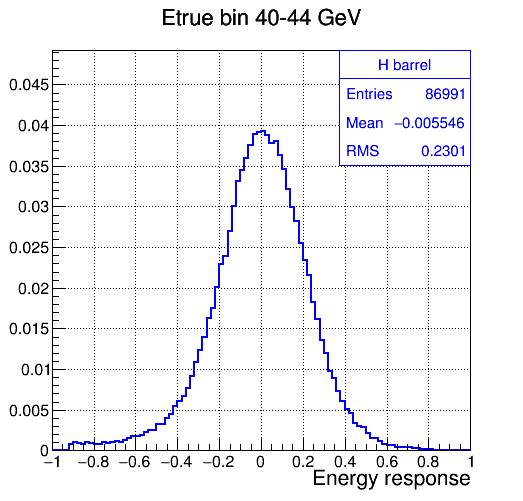 Etrue bin 40-44 GeV
H barrel
Entries 86991
Mean −0.005546
RMS 0.2301
0.045
0.04
0.035
0.03
0.025
0.02
0.015
0.01
0.005
0
−1 −0.8 −0.6 −0.4 −0.2 0 0.2 0.4 0.6 0.8 1
Energy response